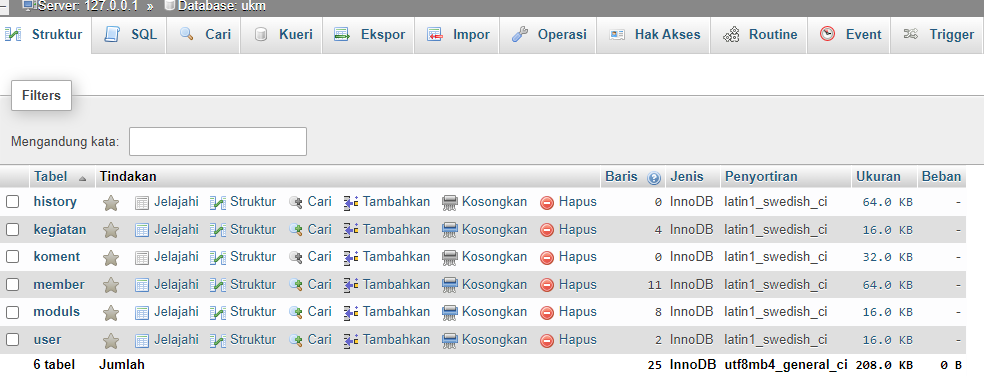 Server: 127.0.0.1 » Database: ukm
Struktur SQL Cari Kueri Ekspor Impor Operasi Hak Akses Routine Event Trigger
Filters
Mengandung kata:
Tabel Tindakan Baris Jenis Penyortiran Ukuran Beban
history Jelajahi Struktur Cari Tambahkan Kosongkan Hapus 0 InnoDB latin1_swedish_ci 64.0 KB -
kegiatan Jelajahi Struktur Cari Tambahkan Kosongkan Hapus 4 InnoDB latin1_swedish_ci 16.0 KB -
koment Jelajahi Struktur Cari Tambahkan Kosongkan Hapus 0 InnoDB latin1_swedish_ci 32.0 KB -
member Jelajahi Struktur Cari Tambahkan Kosongkan Hapus 11 InnoDB latin1_swedish_ci 64.0 KB -
moduls Jelajahi Struktur Cari Tambahkan Kosongkan Hapus 8 InnoDB latin1_swedish_ci 16.0 KB -
user Jelajahi Struktur Cari Tambahkan Kosongkan Hapus 2 InnoDB latin1_swedish_ci 16.0 KB -
6 tabel Jumlah 25 InnoDB utf8mb4_general_ci 208.0 KB 0 B